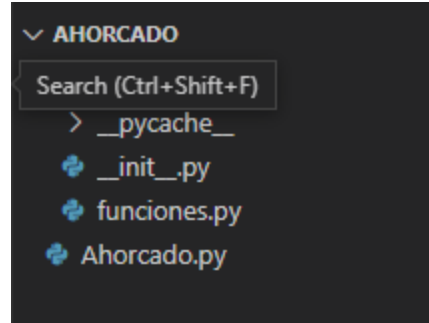 AHORCADO
Search (Ctrl+Shift+F)
__pycache__
__init__.py
funciones.py
Ahorcado.py